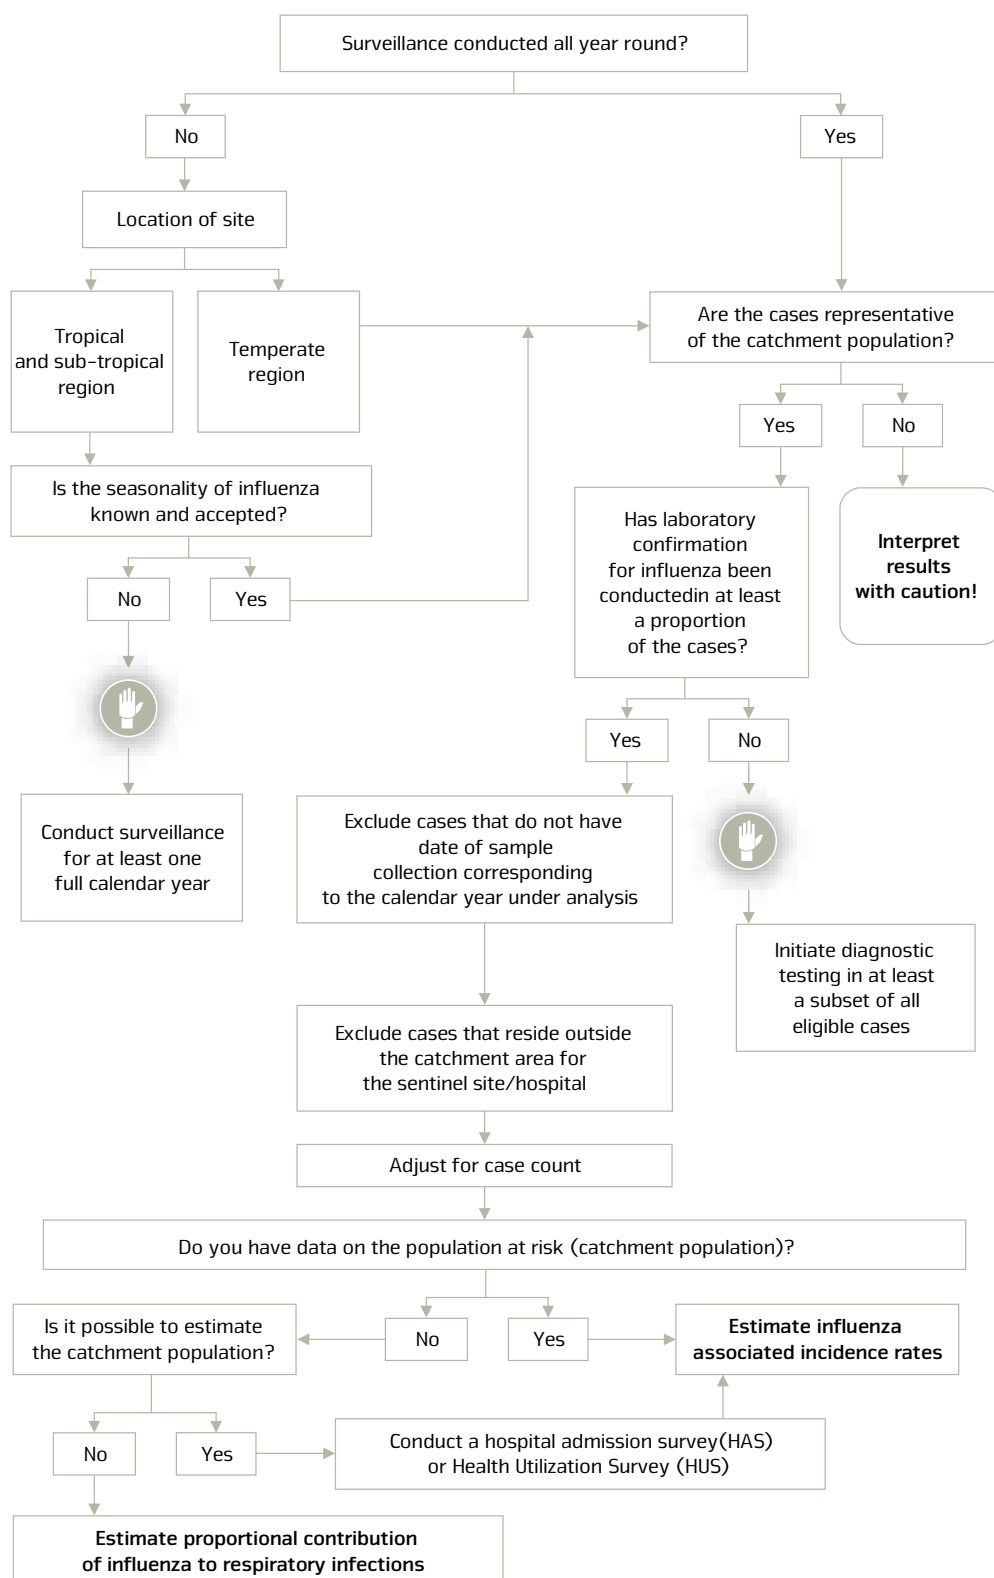 Surveillance conducted all year round?
No
Yes
Location of site
Tropical
and sub-tropical
region
Temperate
region
Are the cases representative
of the catchment population?
Yes
No
Is the seasonality of influenza
known and accepted?
No
Yes
Has laboratory
confirmation
for influenza been
conductedin at least
a proportion
of the cases?
Interpret
results
with caution!
Yes
No
Conduct surveillance
for at least one
full calendar year
Exclude cases that do not have
date of sample
collection corresponding
to the calendar year under analysis
Initiate diagnostic
testing in at least
a subset of all
eligible cases
Exclude cases that reside outside
the catchment area for
the sentinel site/hospital
Adjust for case count
Do you have data on the population at risk (catchment population)?
Is it possible to estimate
the catchment population?
No
Yes
Estimate influenza
associated incidence rates
No
Yes
Conduct a hospital admission survey(HAS)
or Health Utilization Survey (HUS)
Estimate proportional contribution
of influenza to respiratory infections